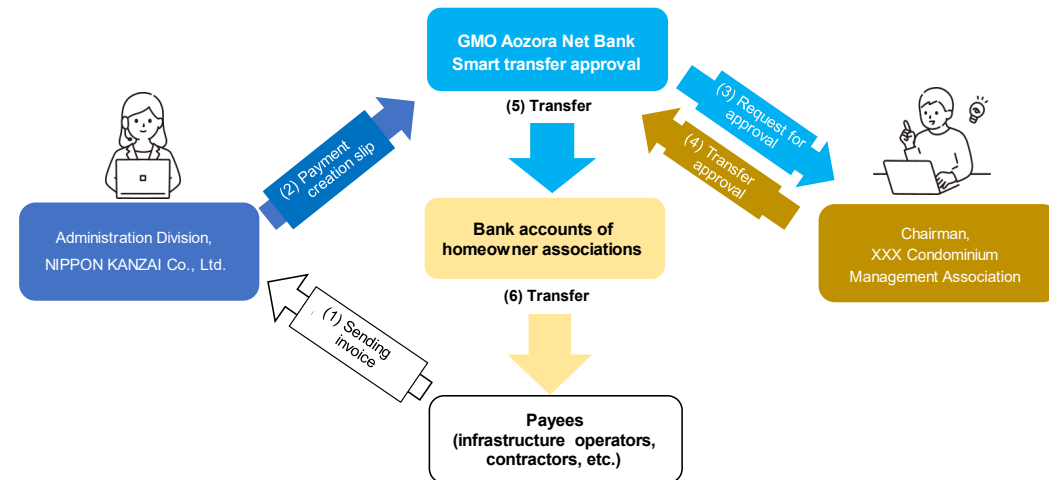 GMO Aozora Net Bank
Smart transfer approval
(5) Transfer
(3) Request for
approval
(4) Transfer
approval
(2) Payment
creation slip
Administration Division,
NIPPON KANZAI Co., Ltd.
Bank accounts of
homeowner associations
Chairman,
XXX Condominium
Management Association
(6) Transfer
(1) Sending
invoice
Payees
(infrastructure operators,
contractors, etc.)